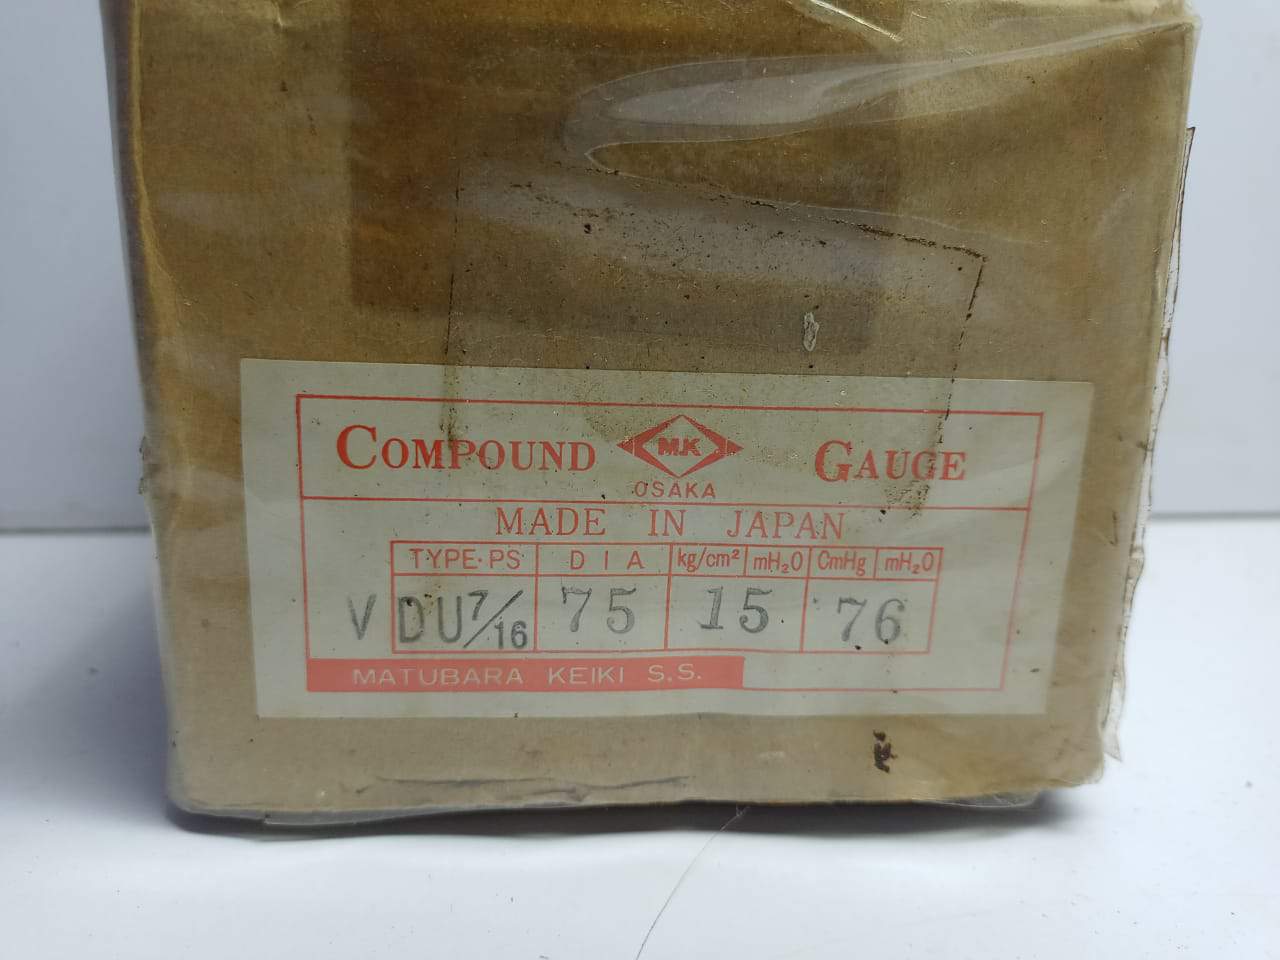 COMPOUND MK GAUGE
OSAKA
MADE IN JAPAN
TYPE·PS DIA kg/cm² mH₂O CmHg mH₂O
V DU7/16 75 15 76
MATUBARA KEIKI S.S.